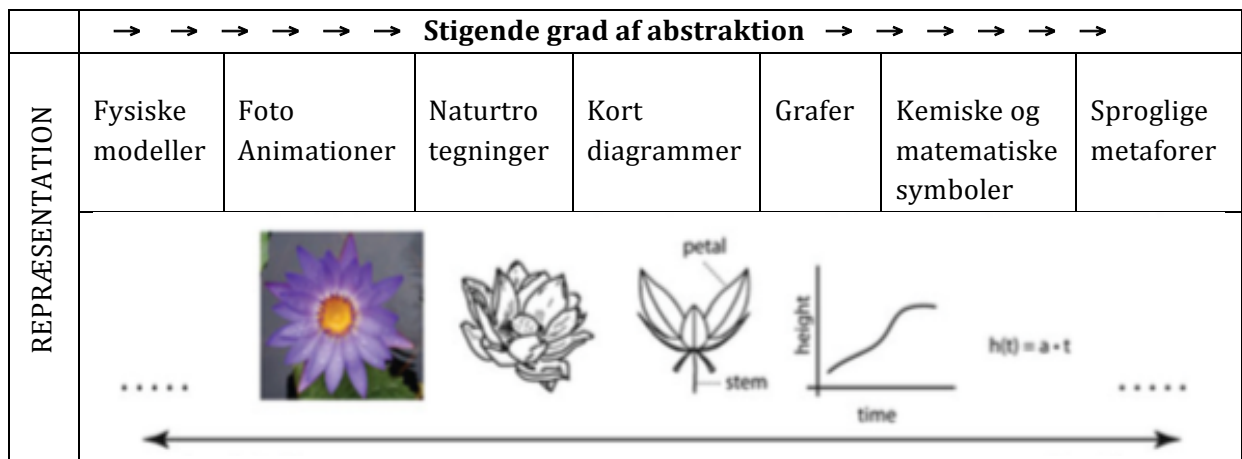 → → → → → → Stigende grad af abstraktion → → → → → →
REPRÆSENTATION
Fysiske
modeller
Foto
Animationer
Naturtro
tegninger
Kort
diagrammer
Grafer
Kemiske og
matematiske
symboler
Sproglige
metaforer
petal
stem
height
time
h(t) = a • t
.....
.....